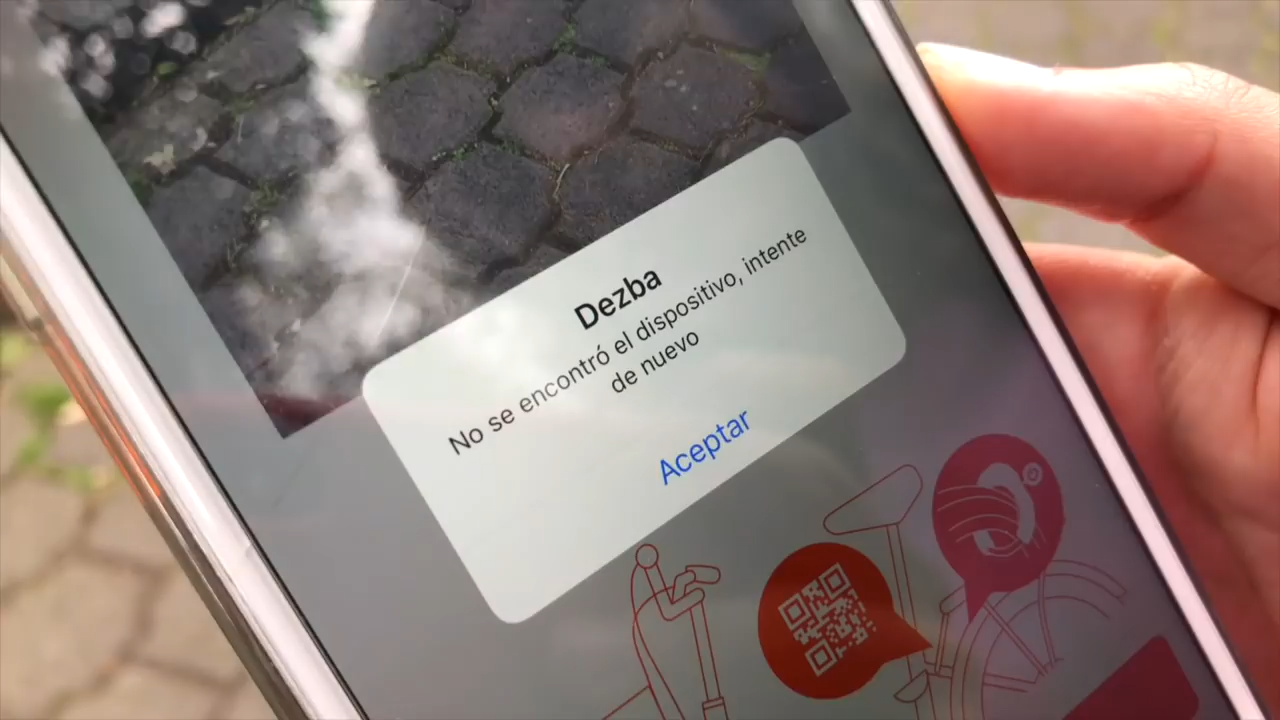 Dezba
No se encontró el dispositivo, intente
de nuevo
Aceptar